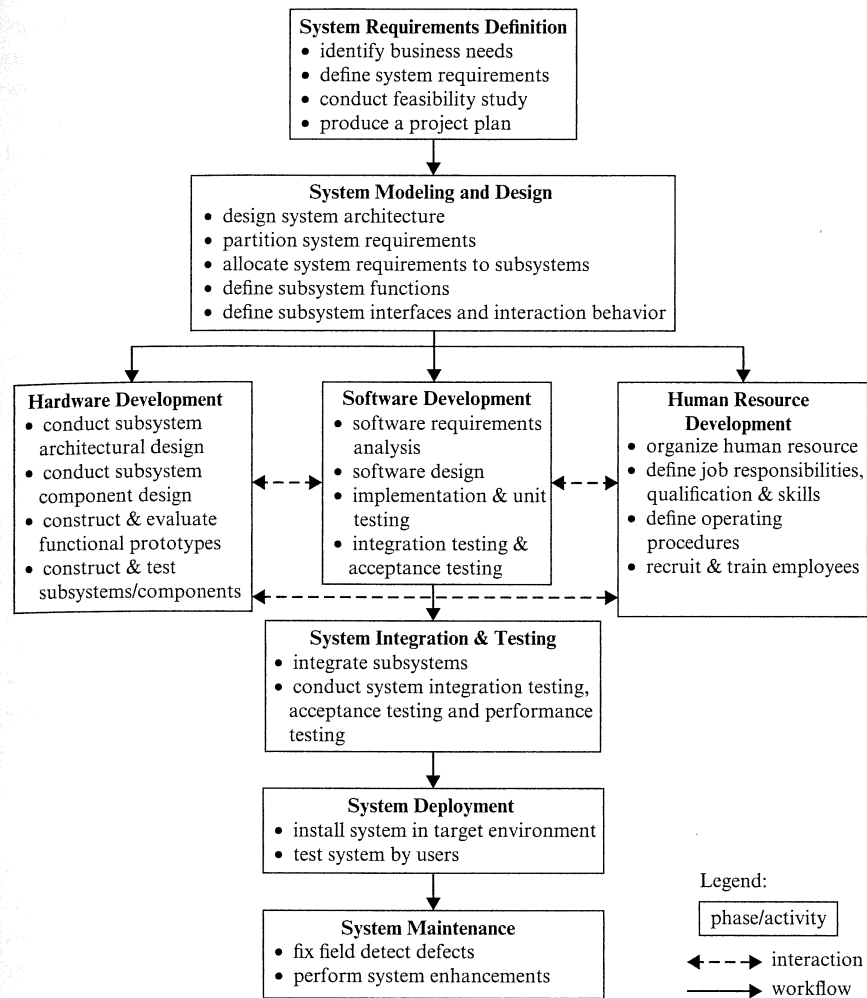 System Requirements Definition
• identify business needs
• define system requirements
• conduct feasibility study
• produce a project plan
System Modeling and Design
• design system architecture
• partition system requirements
• allocate system requirements to subsystems
• define subsystem functions
• define subsystem interfaces and interaction behavior
Hardware Development
• conduct subsystem
architectural design
• conduct subsystem
component design
• construct & evaluate
functional prototypes
• construct & test
subsystems/components
Software Development
• software requirements
analysis
• software design
• implementation & unit
testing
• integration testing &
acceptance testing
Human Resource
Development
• organize human resource
• define job responsibilities,
qualification & skills
• define operating
procedures
• recruit & train employees
System Integration & Testing
• integrate subsystems
• conduct system integration testing,
acceptance testing and performance
testing
System Deployment
• install system in target environment
• test system by users
System Maintenance
• fix field detect defects
• perform system enhancements
Legend:
phase/activity
interaction
workflow